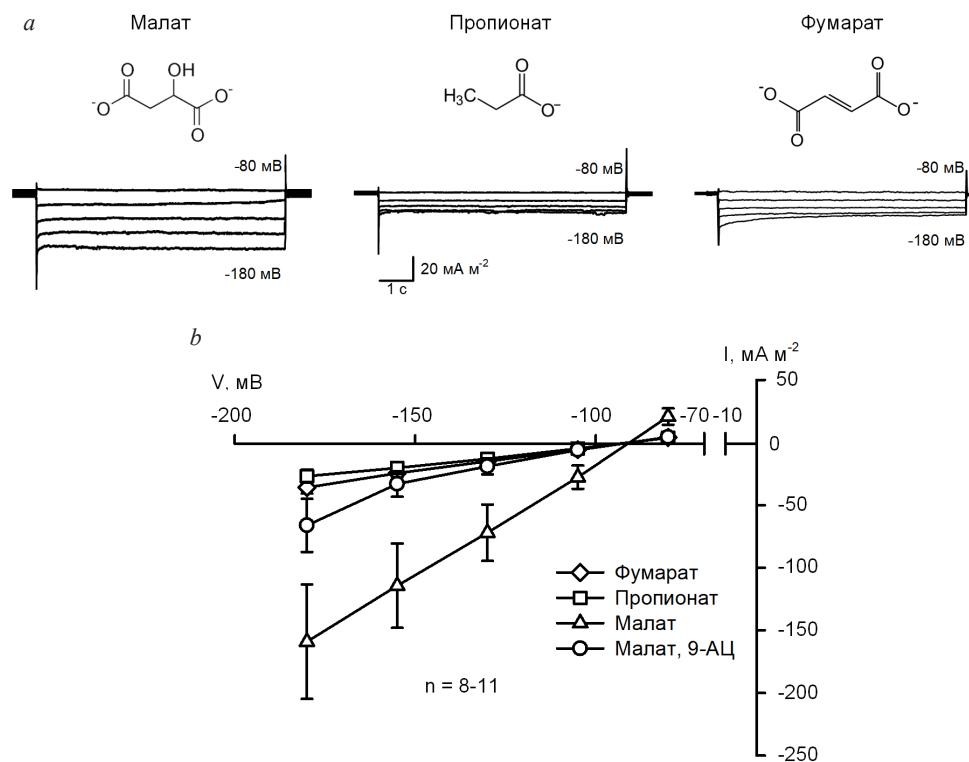 a
Малат
Пропионат
Фумарат
O
OH
-O
O-
O
H3C
O
O-
-O
O
O
O-
-80 мВ
-80 мВ
-80 мВ
-180 мВ
-180 мВ
-180 мВ
20 мА м-2
1 с
b
V, мВ
I, мА м-2
-200
-150
-100
-70
-10
50
0
-50
-100
-150
-200
-250
Фумарат
Пропионат
Малат
Малат, 9-АЦ
n = 8-11